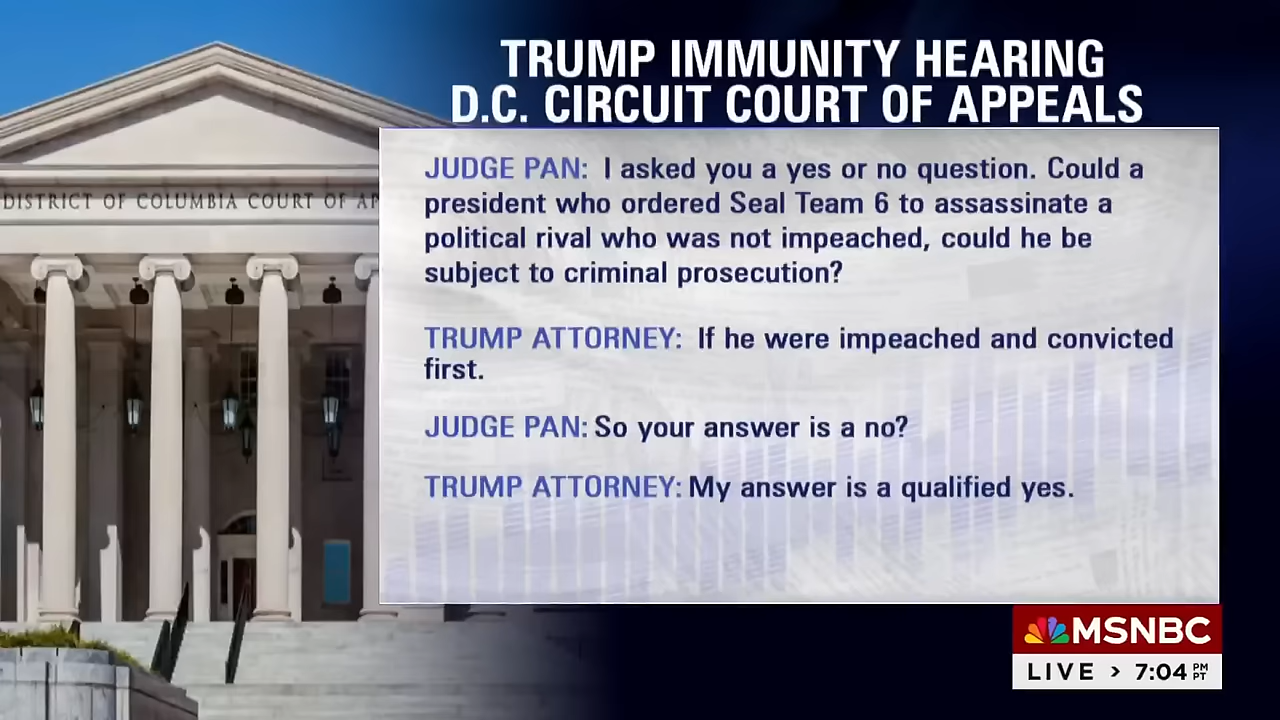 TRUMP IMMUNITY HEARING
D.C. CIRCUIT COURT OF APPEALS
JUDGE PAN: I asked you a yes or no question. Could a
president who ordered Seal Team 6 to assassinate a
political rival who was not impeached, could he be
subject to criminal prosecution?
TRUMP ATTORNEY: If he were impeached and convicted
first.
JUDGE PAN: So your answer is a no?
TRUMP ATTORNEY: My answer is a qualified yes.
DISTRICT OF COLUMBIA COURT OF AP
MSNBC
LIVE > 7:04 PM PT